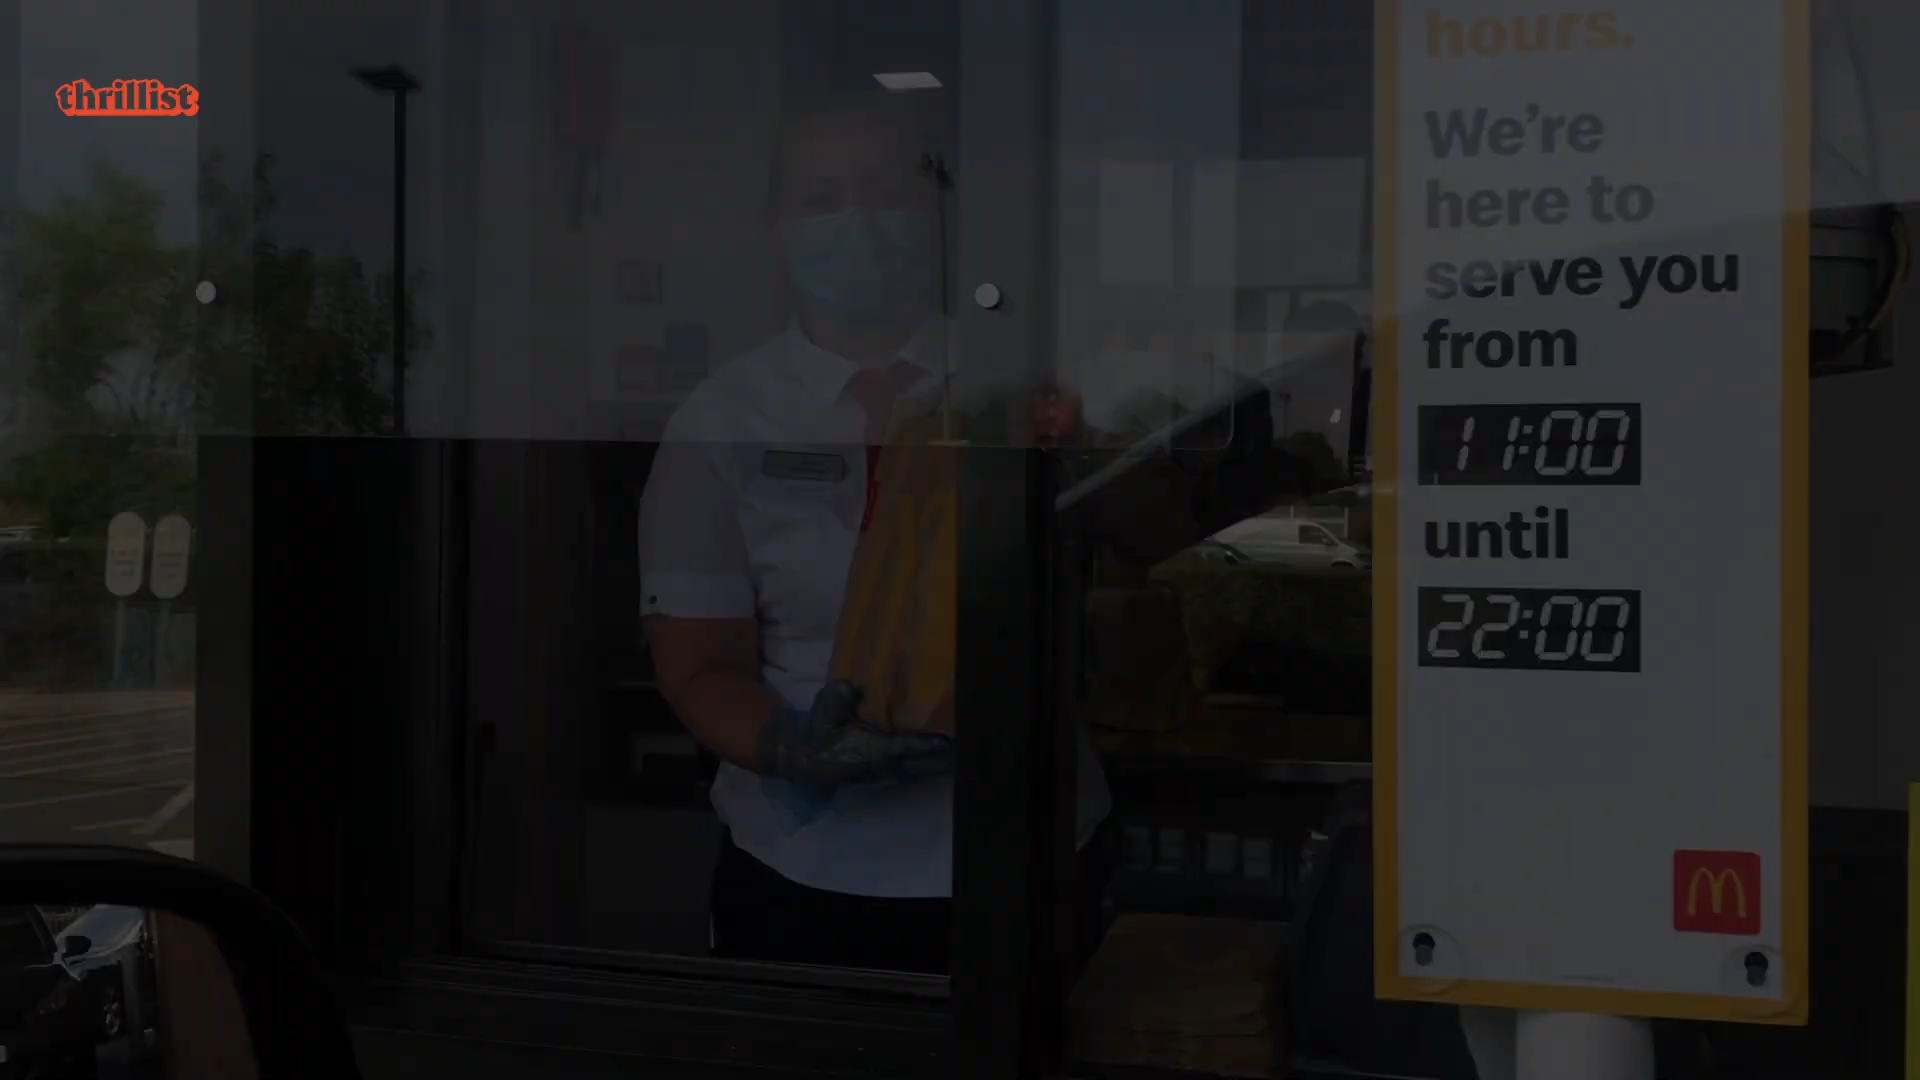 thrillist
hours.
We're
here to
serve you
from
11:00
until
22:00